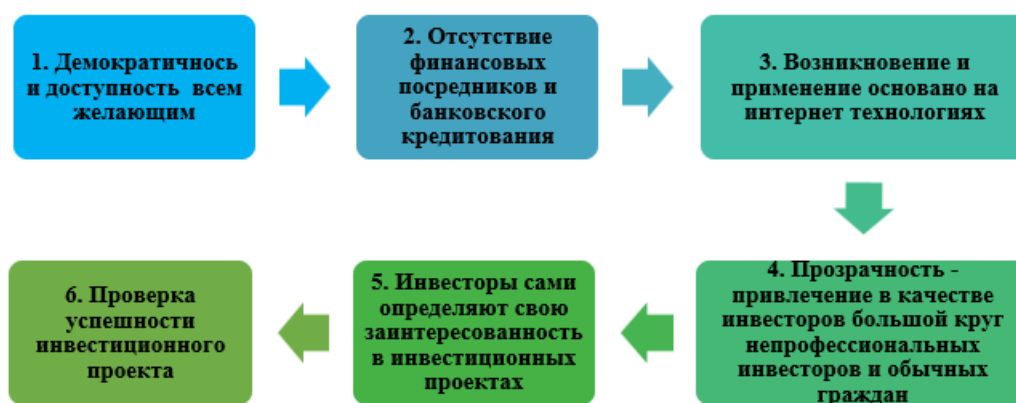 1. Демократичнось
и доступность всем
желающим
2. Отсутствие
финансовых
посредников и
банковского
кредитования
3. Возникновение и
применение основано на
интернет технологиях
4. Прозрачность -
привлечение в качестве
инвесторов большой круг
непрофессиональных
инвесторов и обычных
граждан
5. Инвесторы сами
определяют свою
заинтересованность
в инвестиционных
проектах
6. Проверка
успешности
инвестиционного
проекта